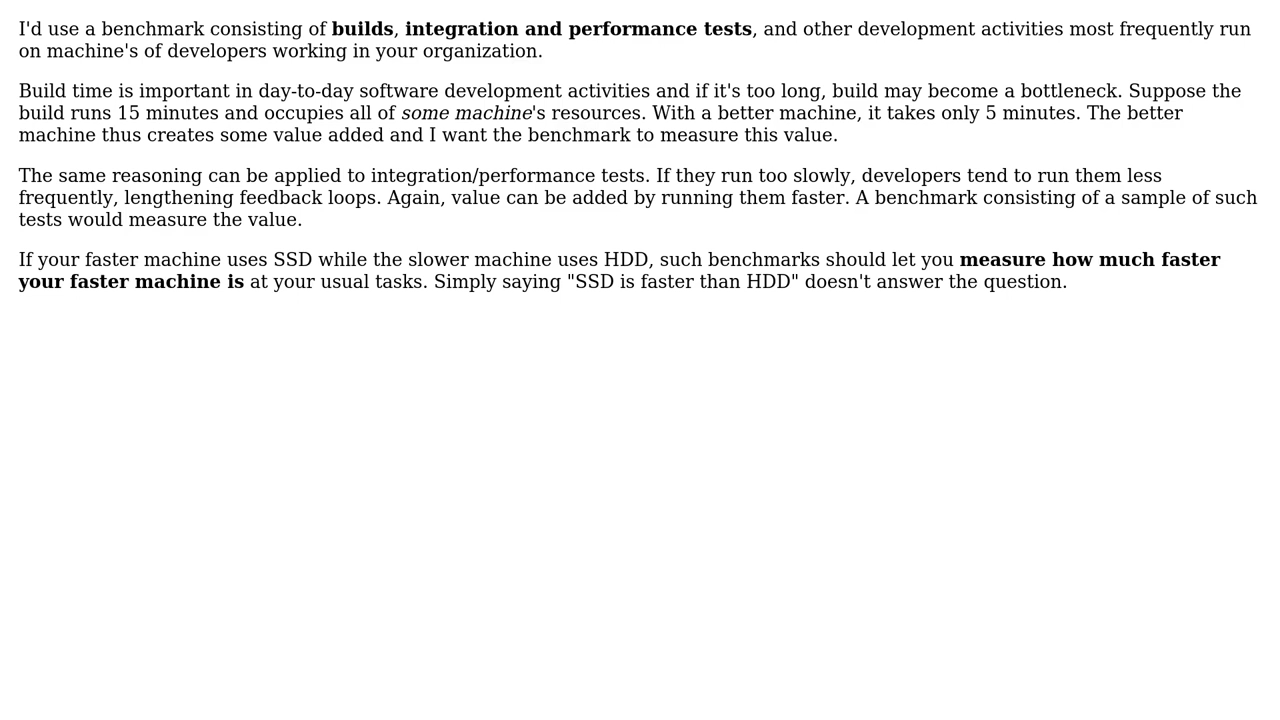 I'd use a benchmark consisting of builds, integration and performance tests, and other development activities most frequently run
on machine's of developers working in your organization.
Build time is important in day-to-day software development activities and if it's too long, build may become a bottleneck. Suppose the
build runs 15 minutes and occupies all of some machine's resources. With a better machine, it takes only 5 minutes. The better
machine thus creates some value added and I want the benchmark to measure this value.
The same reasoning can be applied to integration/performance tests. If they run too slowly, developers tend to run them less
frequently, lengthening feedback loops. Again, value can be added by running them faster. A benchmark consisting of a sample of such
tests would measure the value.
If your faster machine uses SSD while the slower machine uses HDD, such benchmarks should let you measure how much faster
your faster machine is at your usual tasks. Simply saying "SSD is faster than HDD" doesn't answer the question.